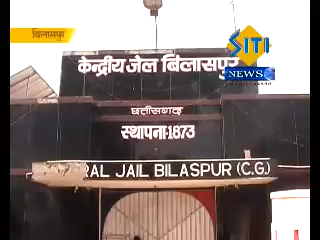 बिलासपुर
SITI
NEWS
केन्द्रीय जेल बिलासपुर
छत्तीसगढ़
स्थापना:1873
RAL JAIL BILASPUR (C.G.)